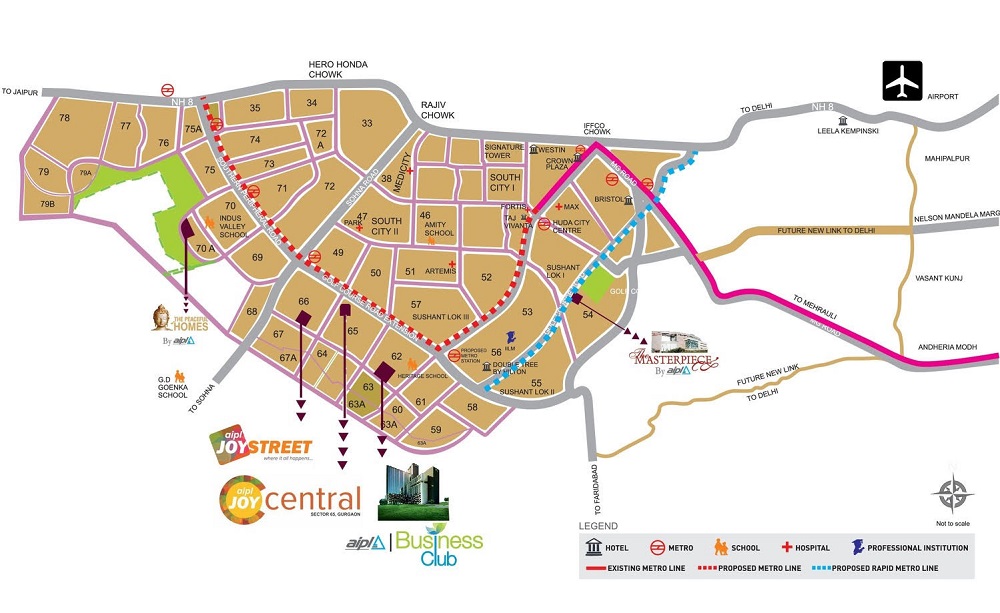 HERO HONDA
CHOWK
TO JAIPUR
NH 8
RAJIV
CHOWK
IFFCO
CHOWK
TO DELHI
NH 8
AIRPORT
LEELA KEMPINSKI
MAHIPALPUR
NELSON MANDELA MARG
FUTURE NEW LINK TO DELHI
VASANT KUNJ
TO MEHRAULI
ANDHERIA MODH
FUTURE NEW LINK
TO DELHI
78
77
76
75A
75
79
79A
79B
35
34
33
74
73
72
A
72
71
70
INDUS
VALLEY
SCHOOL
70 A
69
68
SOHNA ROAD
MEDICITY
38
SIGNATURE
TOWER
WESTIN
CROWN
PLAZA
SOUTH
CITY I
MG ROAD
BRISTOL
FORTIS
TAJ
VIVANTA
MAX
HUDA CITY
CENTRE
47
PARK
SOUTH
CITY II
46
AMITY
SCHOOL
49
50
51
ARTEMIS
52
SUSHANT
LOK I
57
SUSHANT LOK III
53
54
66
65
67
67A
64
62
HERITAGE SCHOOL
63
63A
60
61
63A
59
63A
58
PROPOSED
METRO
STATION
56
IILM
DOUBLE TREE
BY HILTON
55
SUSHANT LOK II
THE PEACEFUL
HOMES
By aipl
G.D
GOENKA
SCHOOL
TO SOHNA
The
MASTERPIECE
By aipl
TO FARIDABAD
aipl
JOY STREET
where it all happens...
aipl
JOY central
SECTOR 65, GURGAON
aipl | Business
Club
Not to scale
LEGEND
HOTEL METRO SCHOOL HOSPITAL PROFESSIONAL INSTITUTION
EXISTING METRO LINE PROPOSED METRO LINE PROPOSED RAPID METRO LINE